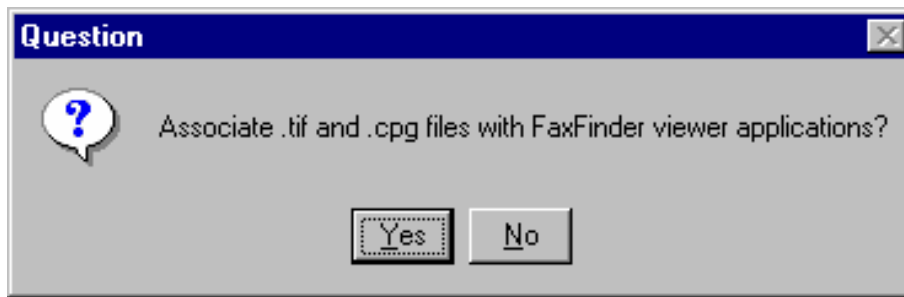 Question
Associate .tif and .cpg files with FaxFinder viewer applications?
Yes No